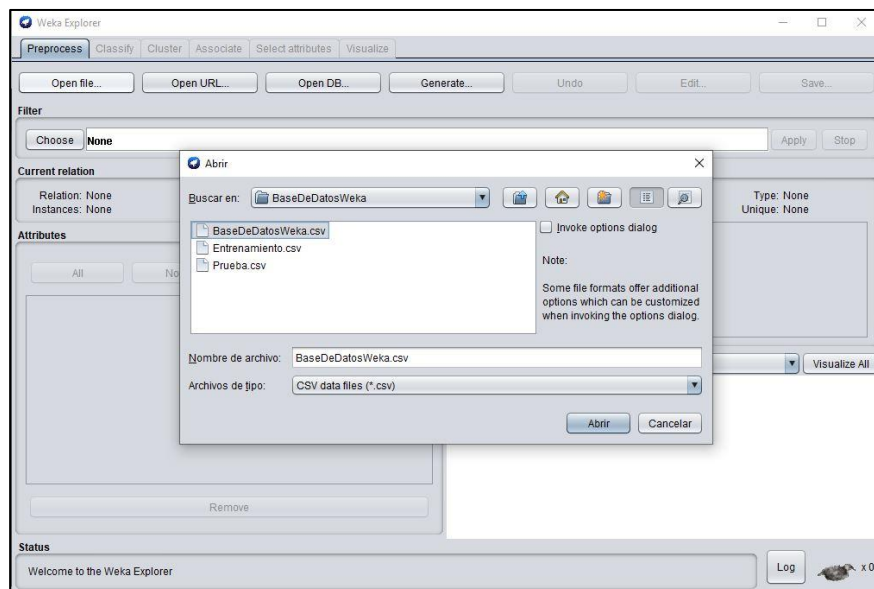 Weka Explorer
Preprocess Classify Cluster Associate Select attributes Visualize
Open file... Open URL... Open DB... Generate... Undo Edit... Save...
Filter
Choose None Apply Stop
Current relation
Relation: None
Instances: None
Type: None
Unique: None
Attributes
All No
Abrir
Buscar en: BaseDeDatosWeka
BaseDeDatosWeka.csv
Entrenamiento.csv
Prueba.csv
Invoke options dialog
Note:
Some file formats offer additional
options which can be customized
when invoking the options dialog.
Nombre de archivo: BaseDeDatosWeka.csv
Archivos de tipo: CSV data files (*.csv)
Abrir Cancelar
Visualize All
Remove
Status
Welcome to the Weka Explorer
Log x 0